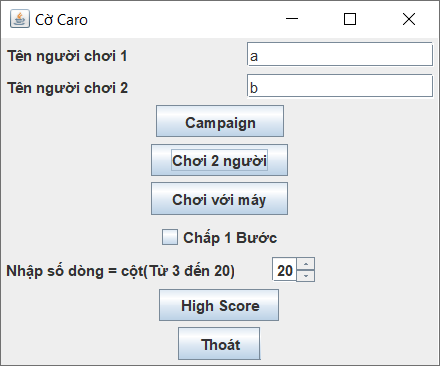 Cờ Caro
Tên người chơi 1 a
Tên người chơi 2 b
Campaign
Chơi 2 người
Chơi với máy
Chấp 1 Bước
Nhập số dòng = cột(Từ 3 đến 20) 20
High Score
Thoát